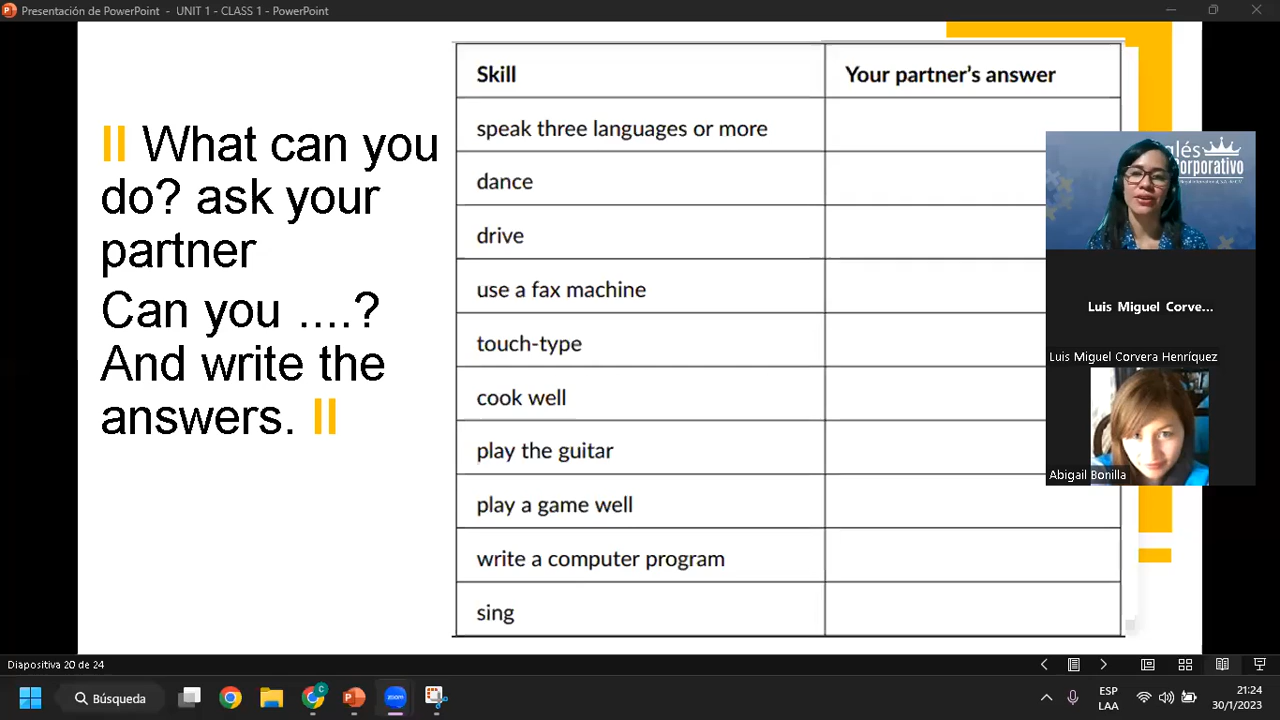 Presentación de PowerPoint - UNIT 1 - CLASS 1 - PowerPoint
II What can you
do? ask your
partner
Can you ....?
And write the
answers. II
Skill
Your partner's answer
speak three languages or more
dance
drive
use a fax machine
touch-type
cook well
play the guitar
play a game well
write a computer program
sing
Corporativo
Luis Miguel Corve...
Luis Miguel Corvera Henríquez
Abigail Bonilla
Diapositiva 20 de 24
Búsqueda
ESP
LAA
21:24
30/1/2023